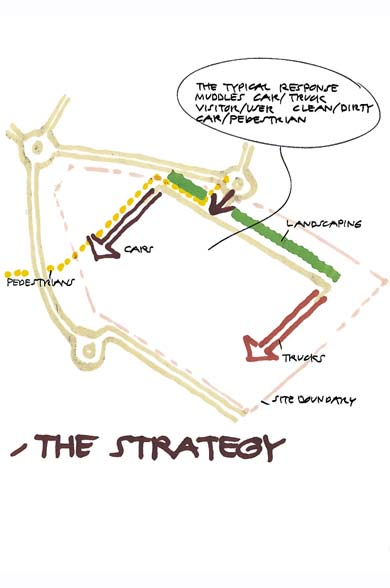 THE TYPICAL RESPONSE
MUDDLES CAR/TRUCK
VISITOR/USER CLEAN/DIRTY
CAR/PEDESTRIAN
LANDSCAPING
CARS
PEDESTRIANS
TRUCKS
SITE BOUNDARY
THE STRATEGY